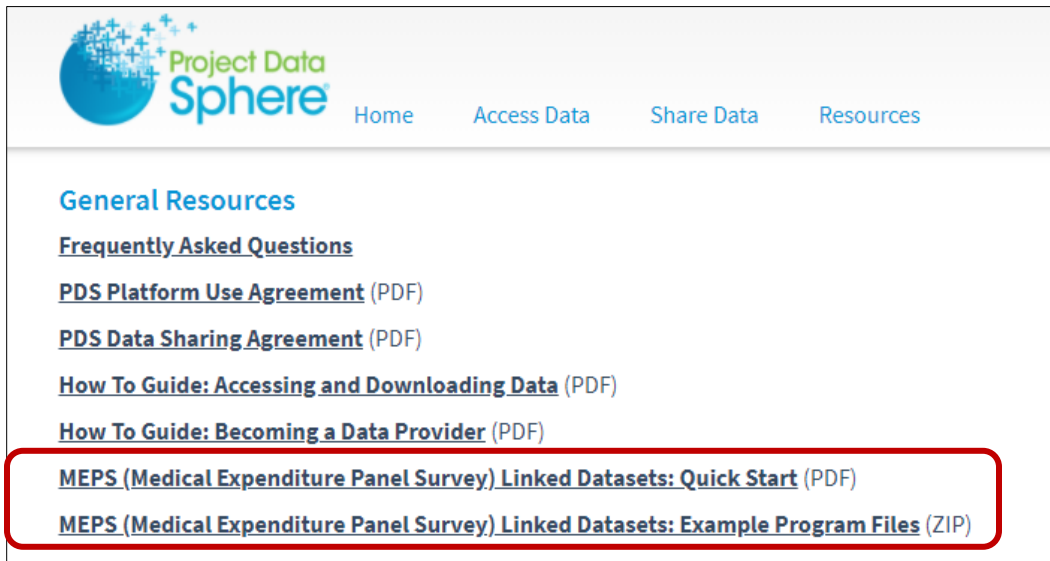 Project Data
Sphere®
Home Access Data Share Data Resources
General Resources
Frequently Asked Questions
PDS Platform Use Agreement (PDF)
PDS Data Sharing Agreement (PDF)
How To Guide: Accessing and Downloading Data (PDF)
How To Guide: Becoming a Data Provider (PDF)
MEPS (Medical Expenditure Panel Survey) Linked Datasets: Quick Start (PDF)
MEPS (Medical Expenditure Panel Survey) Linked Datasets: Example Program Files (ZIP)